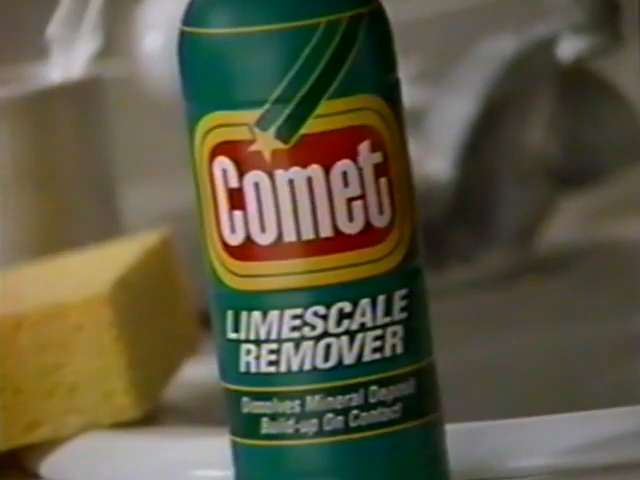 Comet
LIMESCALE
REMOVER
Dissolves Mineral Deposit
Build-up On Contact